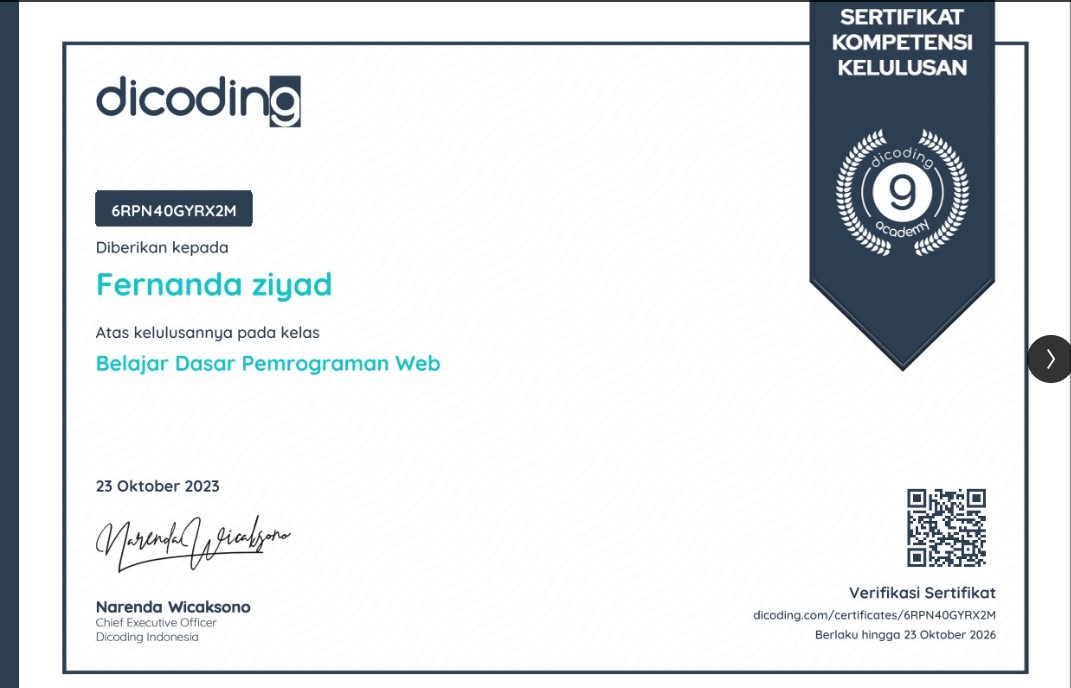 SERTIFIKAT
KOMPETENSI
KELULUSAN
dicoding
dicoding
9
academy
6RPN40GYRX2M
Diberikan kepada
Fernanda ziyad
Atas kelulusannya pada kelas
Belajar Dasar Pemrograman Web
23 Oktober 2023
Narenda Wicaksono
Narenda Wicaksono
Chief Executive Officer
Dicoding Indonesia
Verifikasi Sertifikat
dicoding.com/certificates/6RPN40GYRX2M
Berlaku hingga 23 Oktober 2026